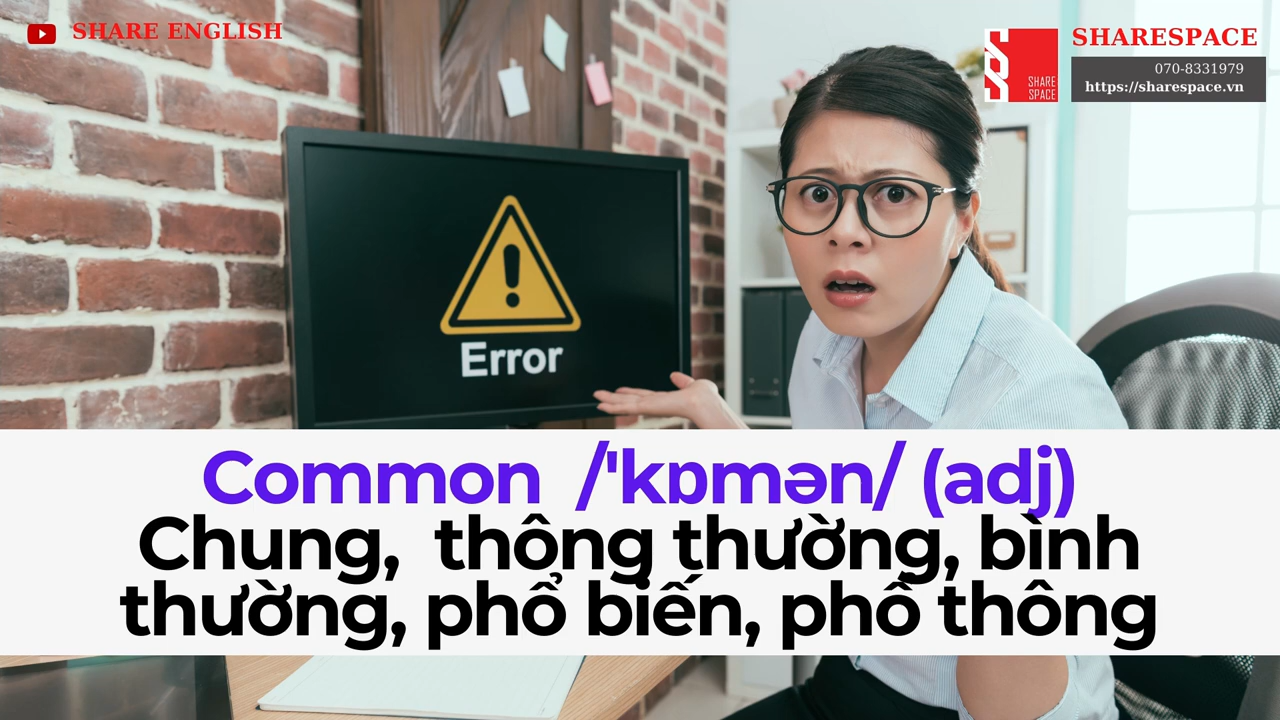 SHARE ENGLISH
SHARESPACE
SHARE
SPACE
070-8331979
https://sharespace.vn
Error
Common /'kɒmən/ (adj)
Chung, thông thường, bình
thường, phổ biến, phổ thông